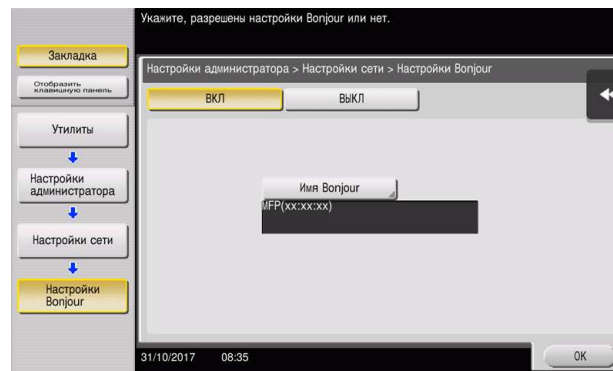 Укажите, разрешены настройки Bonjour или нет.
Закладка
Отобразить
клавишную панель
Утилиты
Настройки
администратора
Настройки сети
Настройки
Bonjour
Настройки администратора > Настройки сети > Настройки Bonjour
ВКЛ
ВЫКЛ
Имя Bonjour
MFP(xx:xx:xx)
31/10/2017 08:35
OK